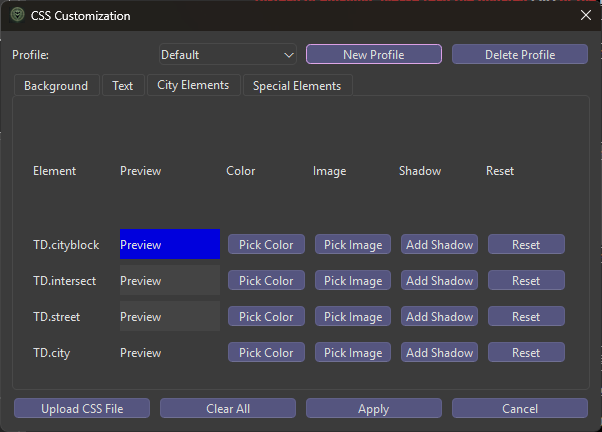 CSS Customization
Profile: Default New Profile Delete Profile
Background Text City Elements Special Elements
Element Preview Color Image Shadow Reset
TD.cityblock Preview Pick Color Pick Image Add Shadow Reset
TD.intersect Preview Pick Color Pick Image Add Shadow Reset
TD.street Preview Pick Color Pick Image Add Shadow Reset
TD.city Preview Pick Color Pick Image Add Shadow Reset
Upload CSS File Clear All Apply Cancel